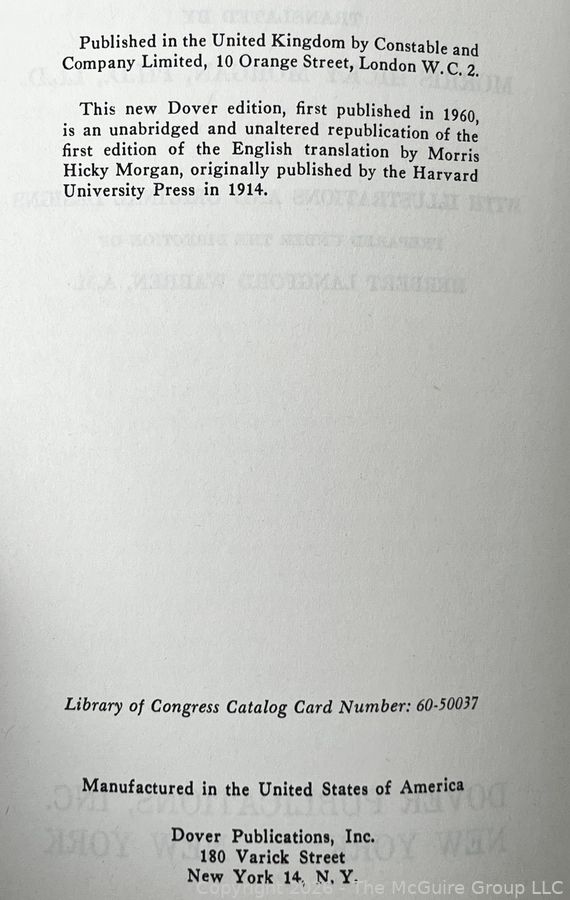 Published in the United Kingdom by Constable and
Company Limited, 10 Orange Street, London W.C. 2.
This new Dover edition, first published in 1960,
is an unabridged and unaltered republication of the
first edition of the English translation by Morris
Hicky Morgan, originally published by the Harvard
University Press in 1914.
Library of Congress Catalog Card Number: 60-50037
Manufactured in the United States of America
Dover Publications, Inc.
180 Varick Street
New York 14, N. Y.
Copyright 2026 - The McGuire Group LLC